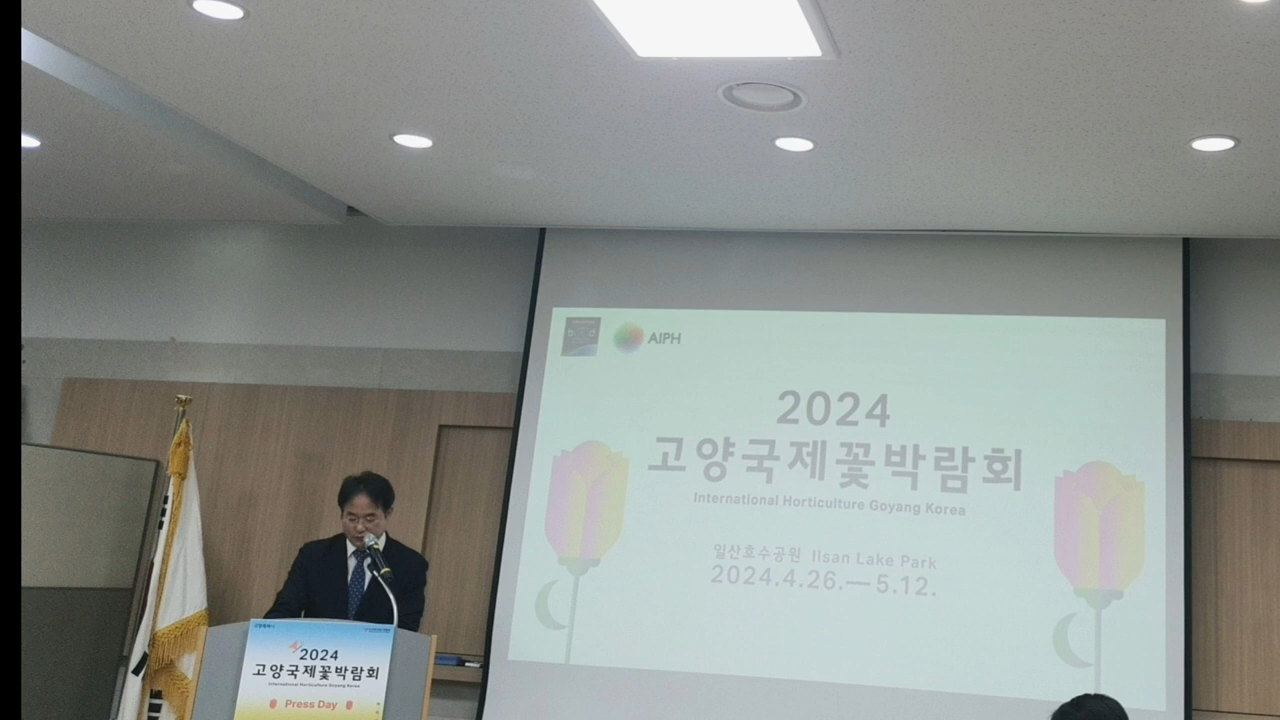 AIPH
2024
고양국제꽃박람회
International Horticulture Goyang Korea
일산호수공원 Ilsan Lake Park
2024.4.26.—5.12.
2024
고양국제꽃박람회
International Horticulture Goyang Korea
Press Day